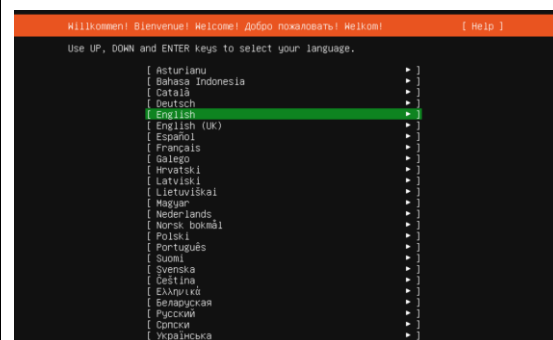 Willkommen! Bienvenue! Welcome! Добро пожаловать! Welkom! [ Help ]
Use UP, DOWN and ENTER keys to select your language.
[ Asturianu ► ]
[ Bahasa Indonesia ► ]
[ Català ► ]
[ Deutsch ► ]
[ English ► ]
[ English (UK) ► ]
[ Español ► ]
[ Français ► ]
[ Galego ► ]
[ Hrvatski ► ]
[ Latviski ► ]
[ Lietuviškai ► ]
[ Magyar ► ]
[ Nederlands ► ]
[ Norsk bokmål ► ]
[ Polski ► ]
[ Português ► ]
[ Suomi ► ]
[ Svenska ► ]
[ Čeština ► ]
[ Ελληνικά ► ]
[ Беларуская ► ]
[ Русский ► ]
[ Српски ► ]
[ Українська ► ]